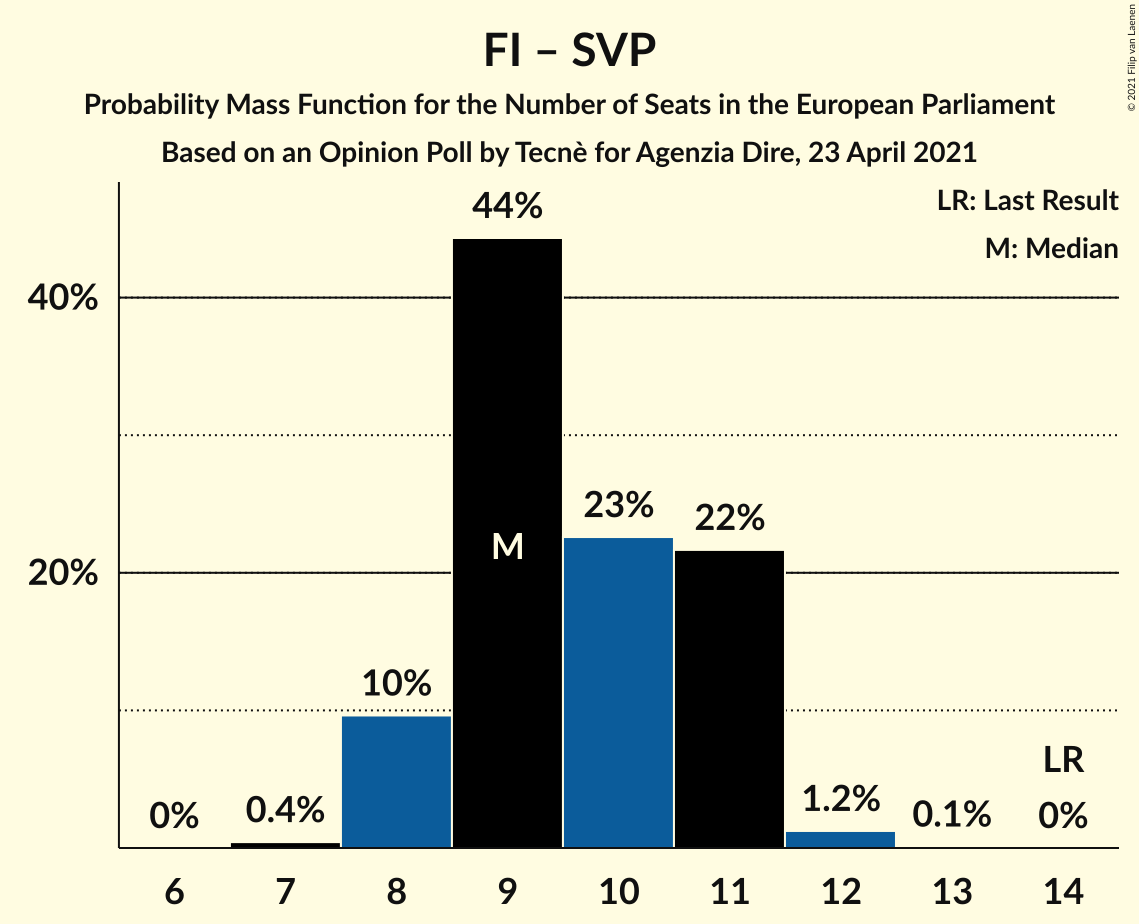 FI – SVP
Probability Mass Function for the Number of Seats in the European Parliament
Based on an Opinion Poll by Tecnè for Agenzia Dire, 23 April 2021
© 2021 Filip van Laenen
LR: Last Result
M: Median
44%
40%
23%
22%
M
20%
10%
LR
0%
0.4%
1.2%
0.1%
0%
6 7 8 9 10 11 12 13 14